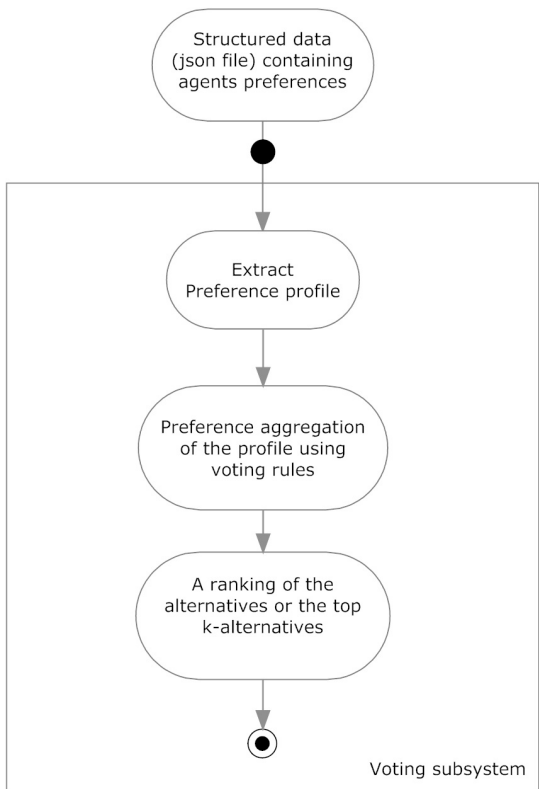 Structured data
(json file) containing
agents preferences
Extract
Preference profile
Preference aggregation
of the profile using
voting rules
A ranking of the
alternatives or the top
k-alternatives
Voting subsystem